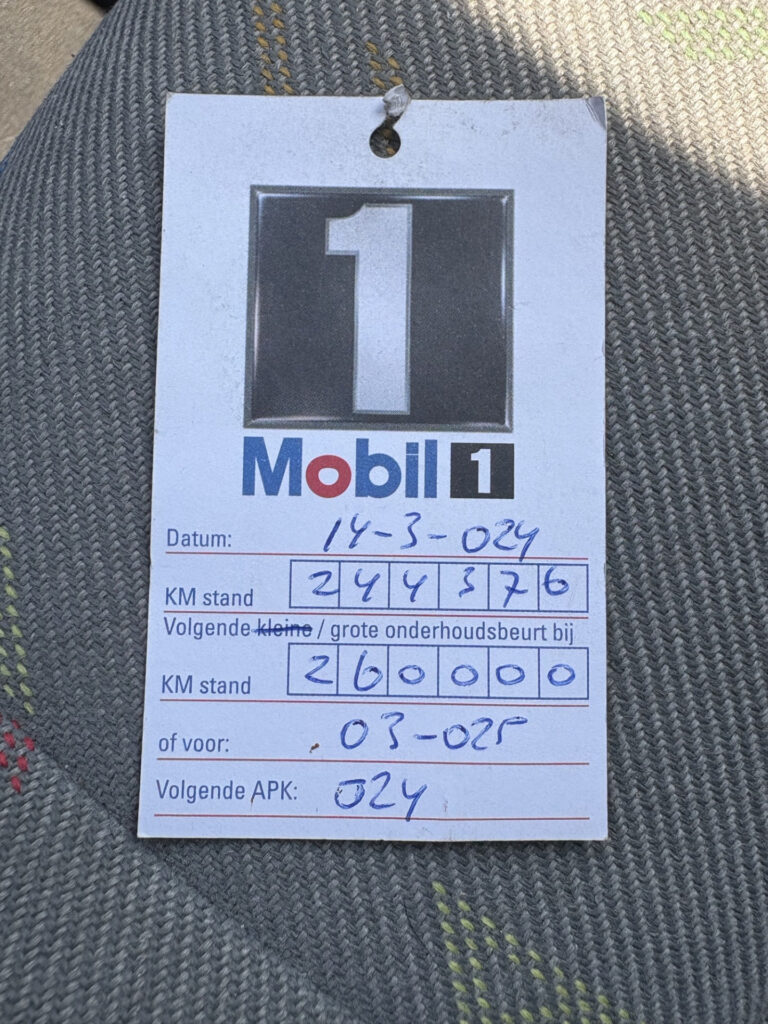 1
Mobil 1
Datum: 14-3-024
KM stand 244376
Volgende kleine / grote onderhoudsbeurt bij
KM stand 260000
of voor: 03-025
Volgende APK: 024